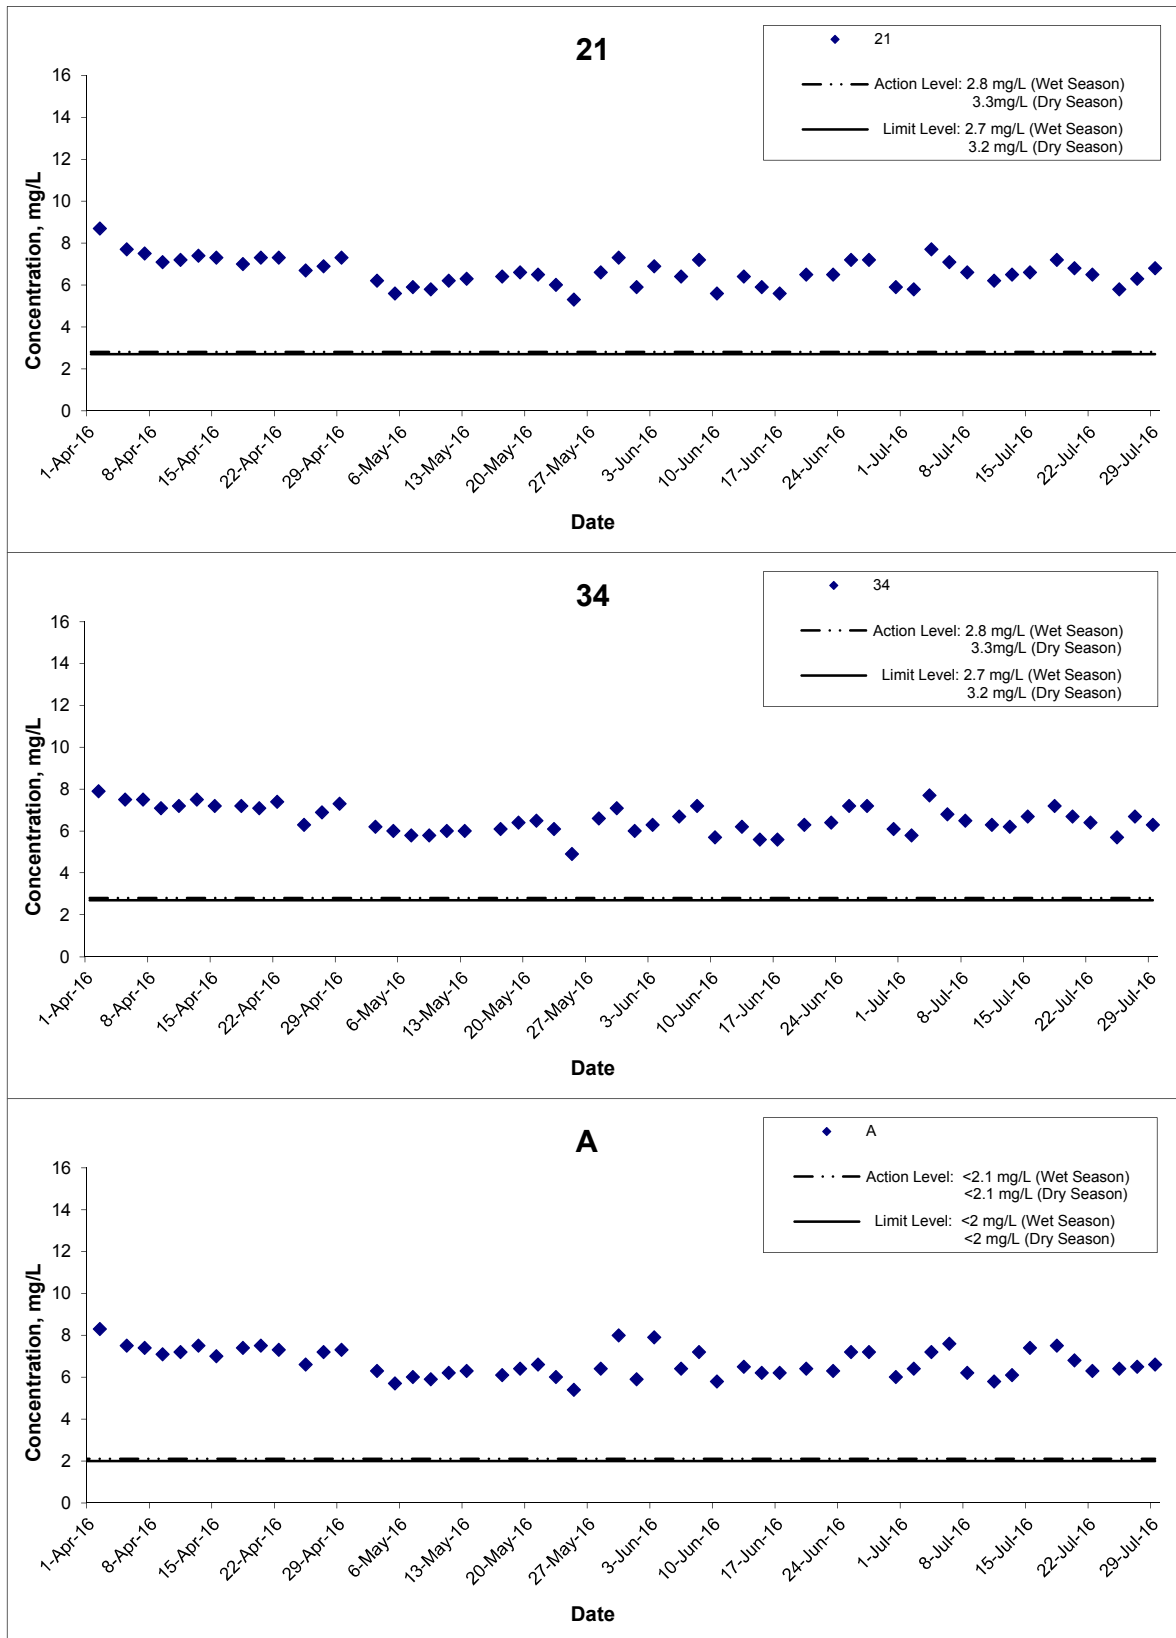 21
21
Action Level: 2.8 mg/L (Wet Season)
3.3mg/L (Dry Season)
Limit Level: 2.7 mg/L (Wet Season)
3.2 mg/L (Dry Season)
Concentration, mg/L
16
14
12
10
8
6
4
2
0
1-Apr-16
8-Apr-16
15-Apr-16
22-Apr-16
29-Apr-16
6-May-16
13-May-16
20-May-16
27-May-16
3-Jun-16
10-Jun-16
17-Jun-16
24-Jun-16
1-Jul-16
8-Jul-16
15-Jul-16
22-Jul-16
29-Jul-16
Date
34
34
Action Level: 2.8 mg/L (Wet Season)
3.3mg/L (Dry Season)
Limit Level: 2.7 mg/L (Wet Season)
3.2 mg/L (Dry Season)
Concentration, mg/L
16
14
12
10
8
6
4
2
0
1-Apr-16
8-Apr-16
15-Apr-16
22-Apr-16
29-Apr-16
6-May-16
13-May-16
20-May-16
27-May-16
3-Jun-16
10-Jun-16
17-Jun-16
24-Jun-16
1-Jul-16
8-Jul-16
15-Jul-16
22-Jul-16
29-Jul-16
Date
A
A
Action Level: <2.1 mg/L (Wet Season)
<2.1 mg/L (Dry Season)
Limit Level: <2 mg/L (Wet Season)
<2 mg/L (Dry Season)
Concentration, mg/L
16
14
12
10
8
6
4
2
0
1-Apr-16
8-Apr-16
15-Apr-16
22-Apr-16
29-Apr-16
6-May-16
13-May-16
20-May-16
27-May-16
3-Jun-16
10-Jun-16
17-Jun-16
24-Jun-16
1-Jul-16
8-Jul-16
15-Jul-16
22-Jul-16
29-Jul-16
Date